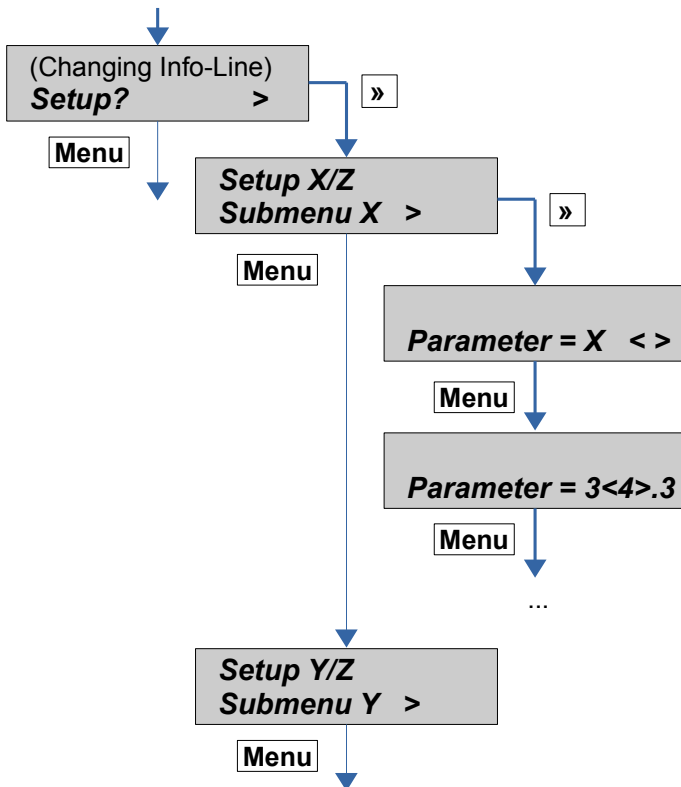 (Changing Info-Line)
Setup? >
»
Menu
Setup X/Z
Submenu X >
»
Menu
Parameter = X < >
Menu
Parameter = 3<4>.3
Menu
...
Setup Y/Z
Submenu Y >
Menu